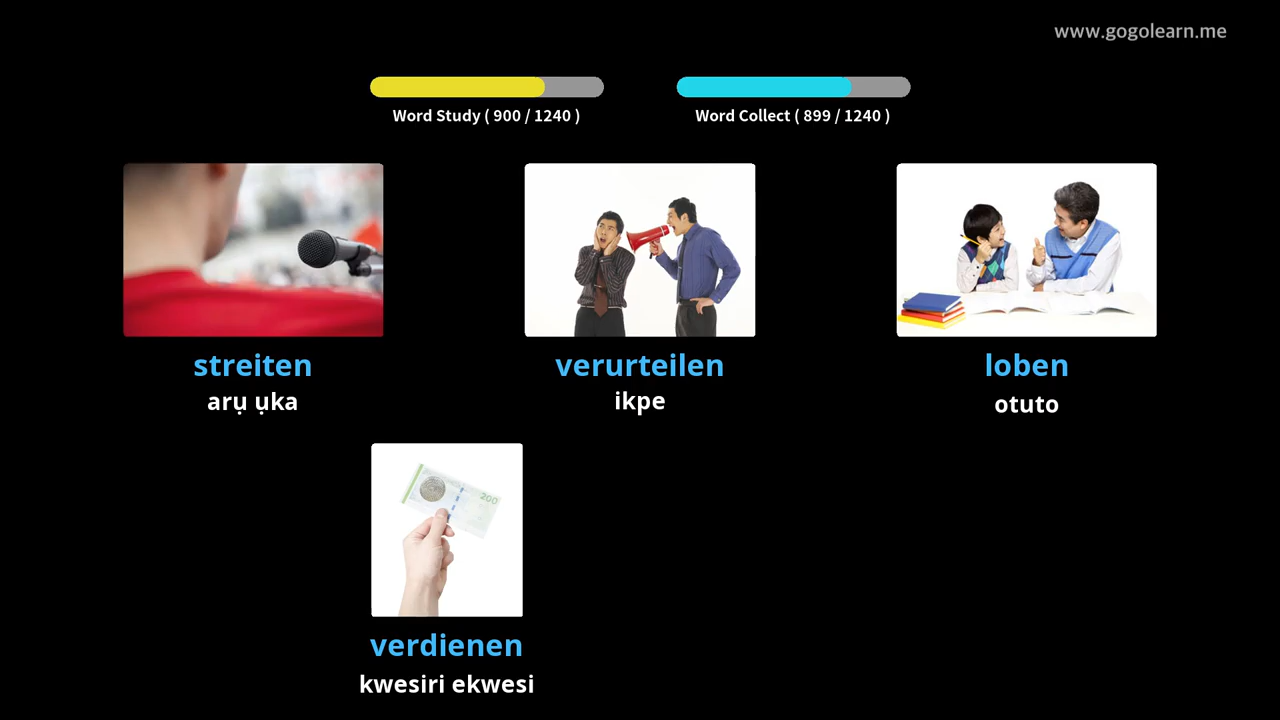 www.gogolearn.me
Word Study ( 900 / 1240 )
Word Collect ( 899 / 1240 )
streiten
arụ ụka
verurteilen
ikpe
loben
otuto
200
verdienen
kwesiri ekwesi